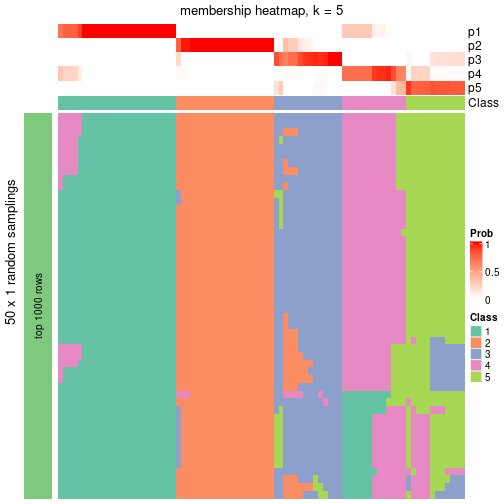 membership heatmap, k = 5
p1
p2
p3
p4
p5
Class
50 x 1 random samplings
top 1000 rows
Prob
1
0.5
0
Class
1
2
3
4
5